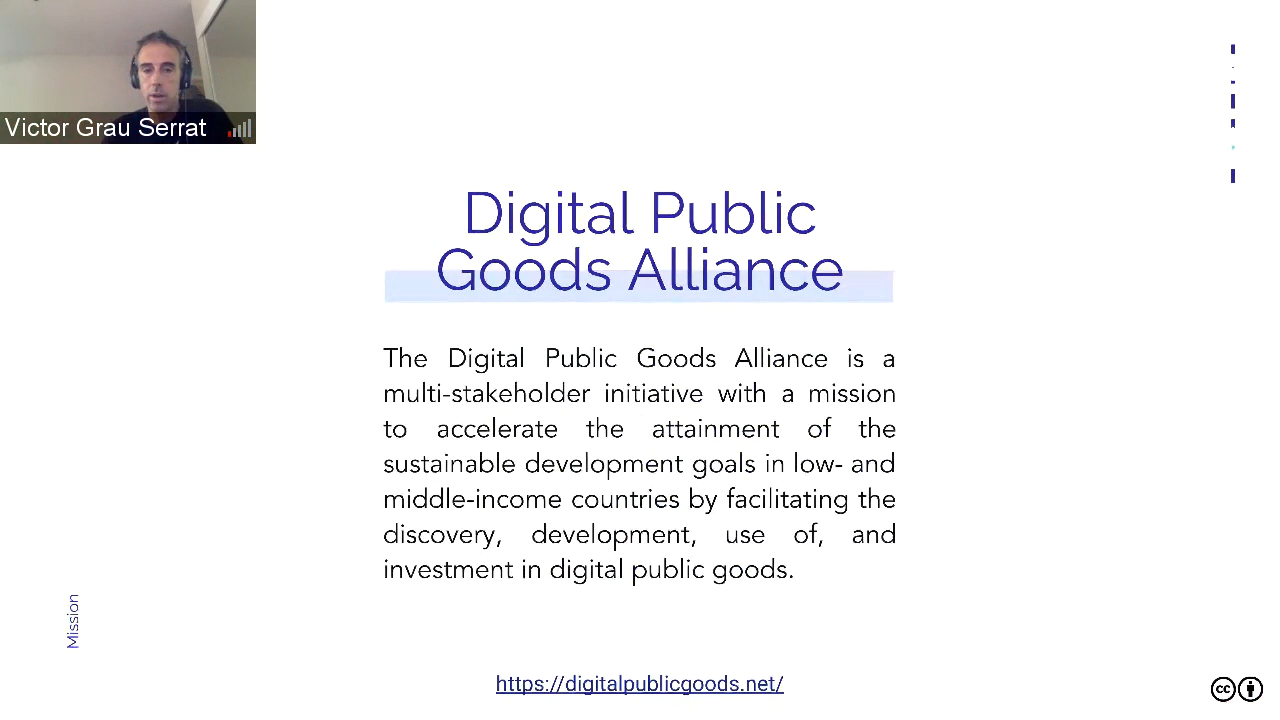 Victor Grau Serrat
Digital Public
Goods Alliance
The Digital Public Goods Alliance is a
multi-stakeholder initiative with a mission
to accelerate the attainment of the
sustainable development goals in low- and
middle-income countries by facilitating the
discovery, development, use of, and
investment in digital public goods.
Mission
https://digitalpublicgoods.net/
cc